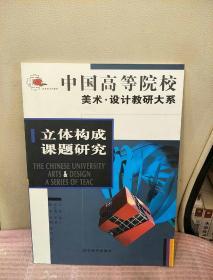 中国高等院校
美术·设计教研大系
立体构成
课题研究
THE CHINESE UNIVERSITY
ARTS & DESIGN
A SERIES OF TEAC